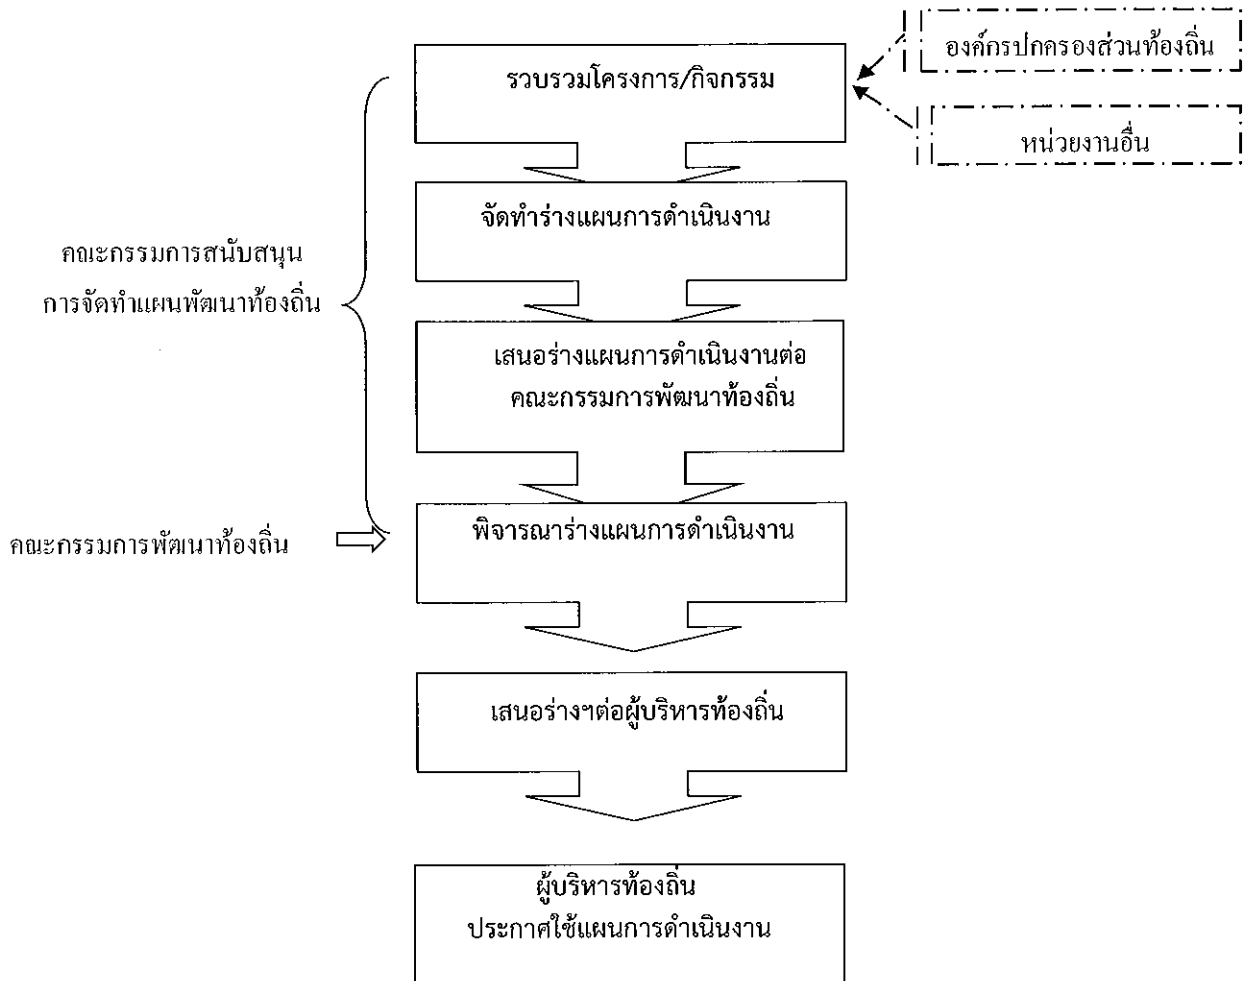 องค์กรปกครองส่วนท้องถิ่น
รวบรวมโครงการ/กิจกรรม
หน่วยงานอื่น
จัดทำร่างแผนการดำเนินงาน
คณะกรรมการสนับสนุน
การจัดทำแผนพัฒนาท้องถิ่น
เสนอร่างแผนการดำเนินงานต่อ
คณะกรรมการพัฒนาท้องถิ่น
พิจารณาร่างแผนการดำเนินงาน
คณะกรรมการพัฒนาท้องถิ่น
เสนอร่างฯต่อผู้บริหารท้องถิ่น
ผู้บริหารท้องถิ่น
ประกาศใช้แผนการดำเนินงาน